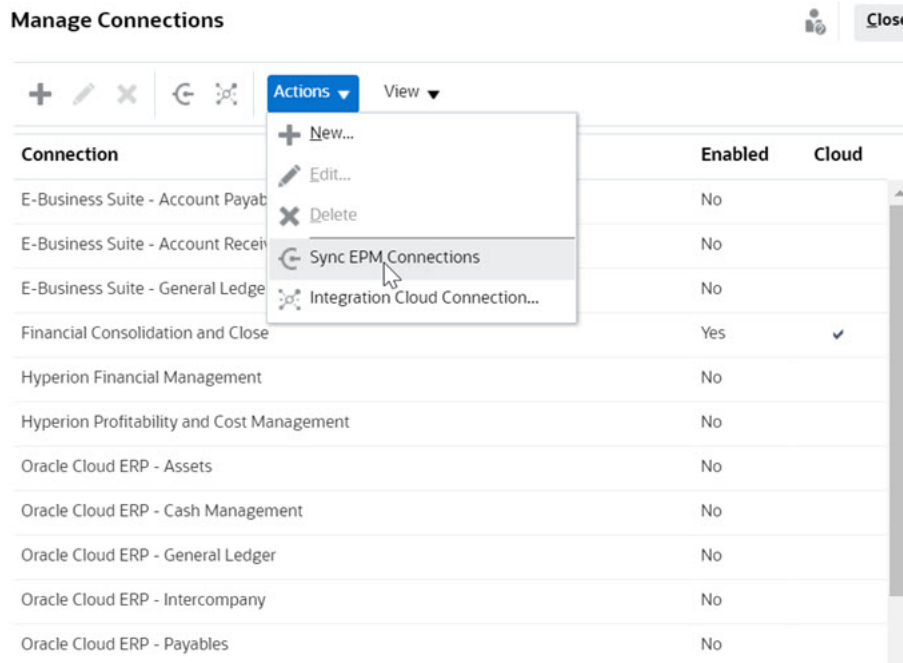 Manage Connections
Close
Actions View
New...
Connection Enabled Cloud
Edit...
E-Business Suite - Account Payab No
Delete
E-Business Suite - Account Receiv No
Sync EPM Connections
E-Business Suite - General Ledge No
Integration Cloud Connection...
Financial Consolidation and Close Yes
Hyperion Financial Management No
Hyperion Profitability and Cost Management No
Oracle Cloud ERP - Assets No
Oracle Cloud ERP - Cash Management No
Oracle Cloud ERP - General Ledger No
Oracle Cloud ERP - Intercompany No
Oracle Cloud ERP - Payables No